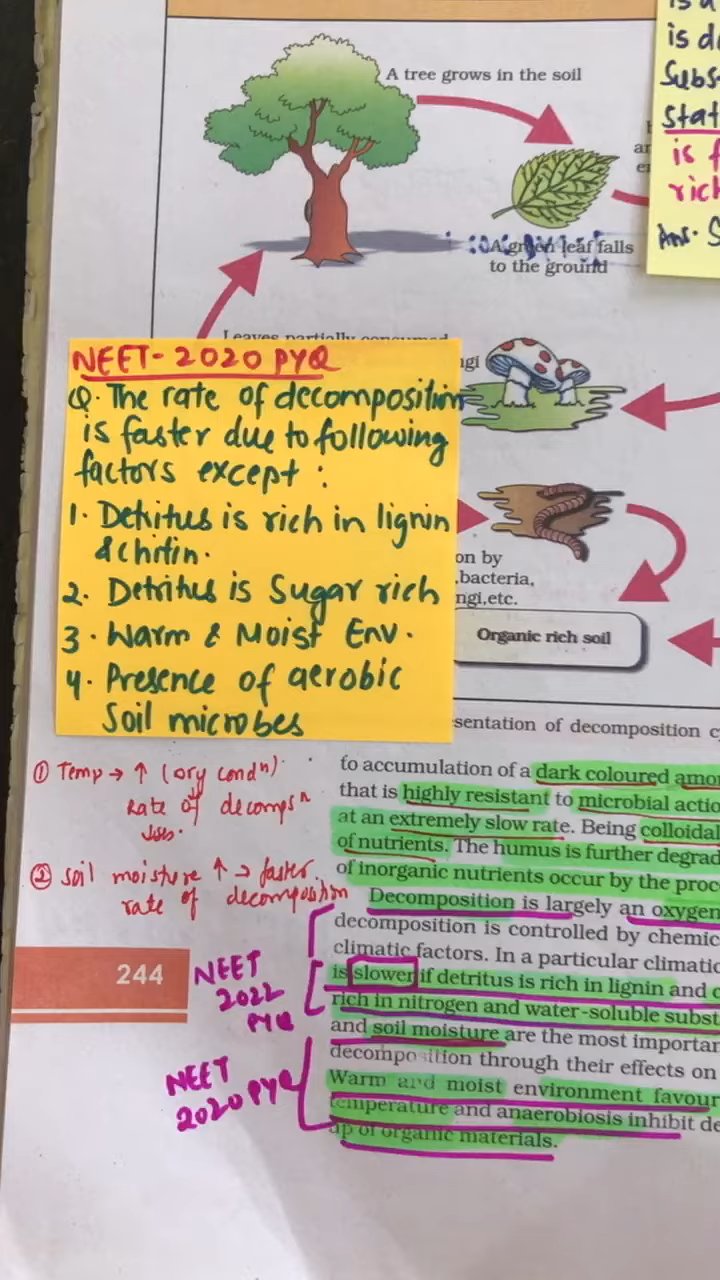 A tree grows in the soil
A green leaf falls
to the ground
is d
Subs
Stat
is f
rich
Ans. S
Leaves partially consumed
ngi
NEET-2020 PYQ
Q. The rate of decomposition
is faster due to following
factors except :
1. Detritus is rich in lignin
& chitin.
2. Detritus is Sugar rich
3. Warm & Moist Env.
4. Presence of aerobic
Soil microbes
on by
,bacteria,
ngi,etc.
Organic rich soil
sentation of decomposition c
① Temp → ↑ (Dry condn).
Rate of decompsn
② Soil moisture ↑ → faster
rate of decomposition
244
NEET
2022
PYQ
NEET
2020 PYQ
to accumulation of a dark coloured amor
that is highly resistant to microbial actio
at an extremely slow rate. Being colloidal
of nutrients. The humus is further degrad
of inorganic nutrients occur by the proc
Decomposition is largely an oxygen
decomposition is controlled by chemic
climatic factors. In a particular climatic
is slower if detritus is rich in lignin and c
rich in nitrogen and water-soluble subst
and soil moisture are the most importan
decomposition through their effects on
Warm and moist environment favour
temperature and anaerobiosis inhibit de
up of organic materials.